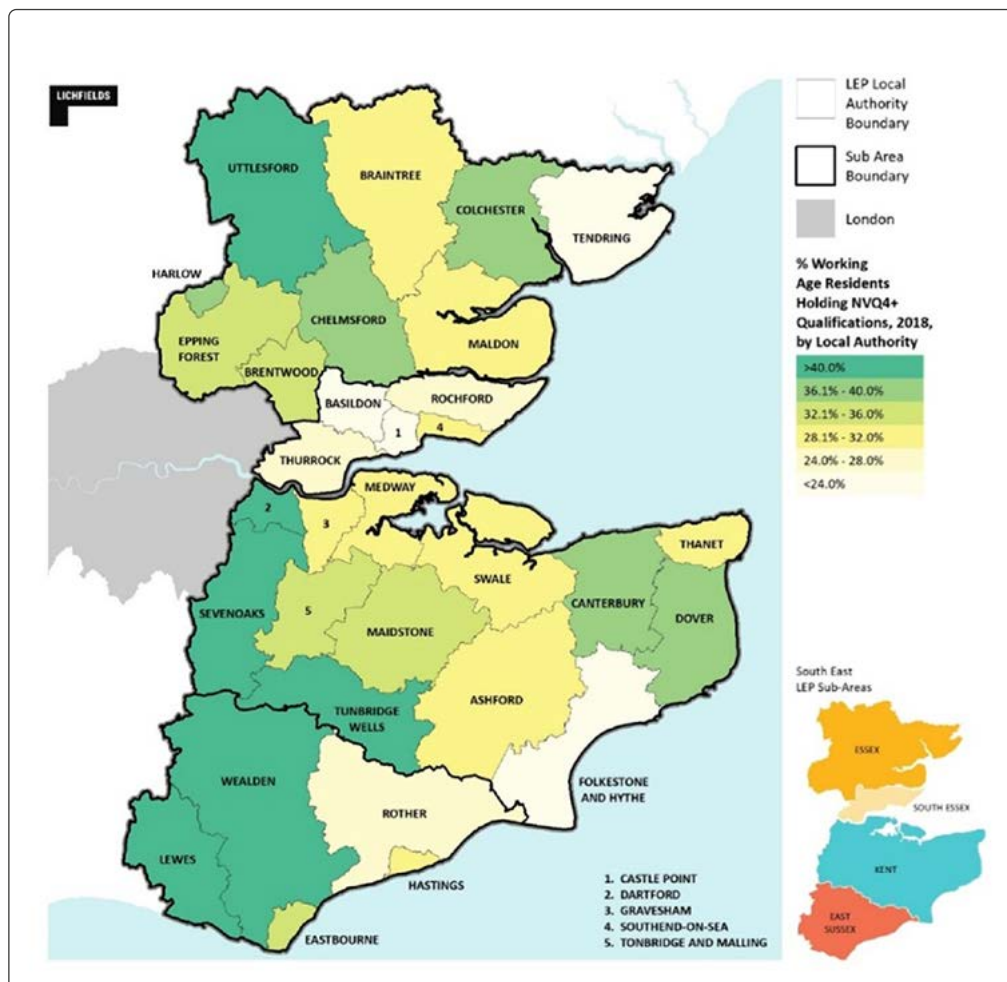 LICHFIELDS
UTTLESFORD
BRAINTREE
COLCHESTER
TENDRING
HARLOW
CHELMSFORD
EPPING
FOREST
MALDON
BRENTWOOD
BASILDON
ROCHFORD
1
4
THURROCK
MEDWAY
2
3
THANET
SWALE
CANTERBURY
SEVENOAKS
5
MAIDSTONE
DOVER
ASHFORD
TUNBRIDGE
WELLS
WEALDEN
FOLKESTONE
AND HYTHE
ROTHER
LEWES
HASTINGS
EASTBOURNE
1. CASTLE POINT
2. DARTFORD
3. GRAVESHAM
4. SOUTHEND-ON-SEA
5. TONBRIDGE AND MALLING
LEP Local
Authority
Boundary
Sub Area
Boundary
London
% Working
Age Residents
Holding NVQ4+
Qualifications, 2018,
by Local Authority
>40.0%
36.1% - 40.0%
32.1% - 36.0%
28.1% - 32.0%
24.0% - 28.0%
<24.0%
South East
LEP Sub-Areas
ESSEX
SOUTH ESSEX
KENT
EAST
SUSSEX